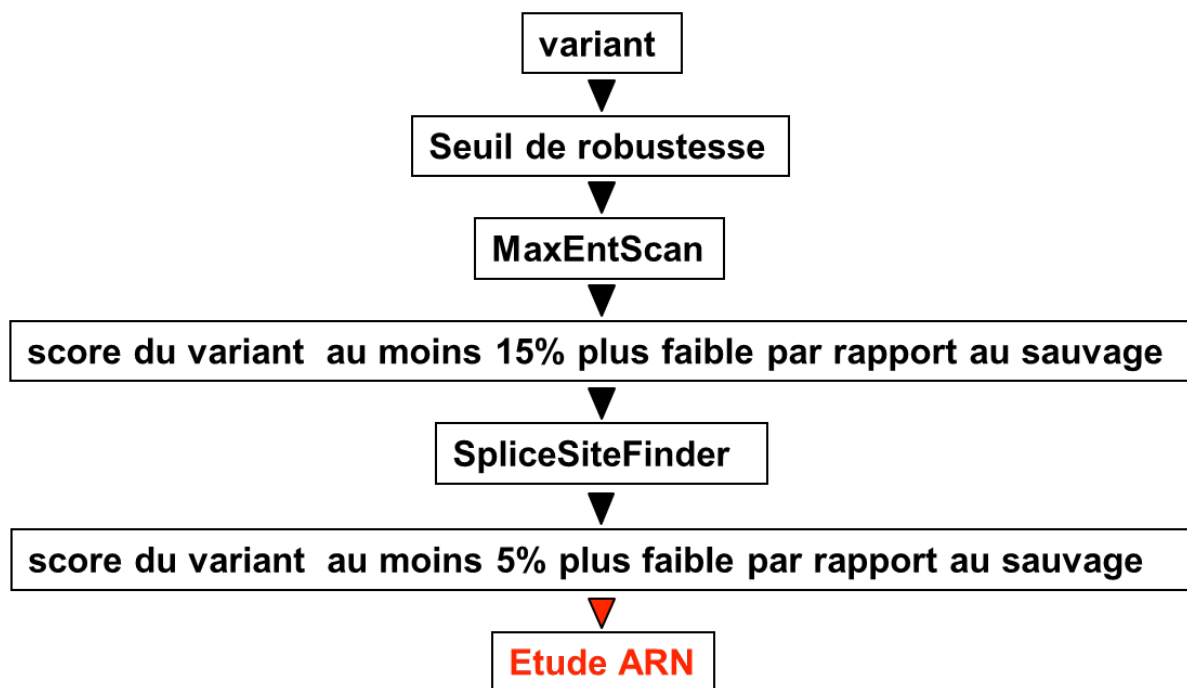 variant
Seuil de robustesse
MaxEntScan
score du variant au moins 15% plus faible par rapport au sauvage
SpliceSiteFinder
score du variant au moins 5% plus faible par rapport au sauvage
Etude ARN